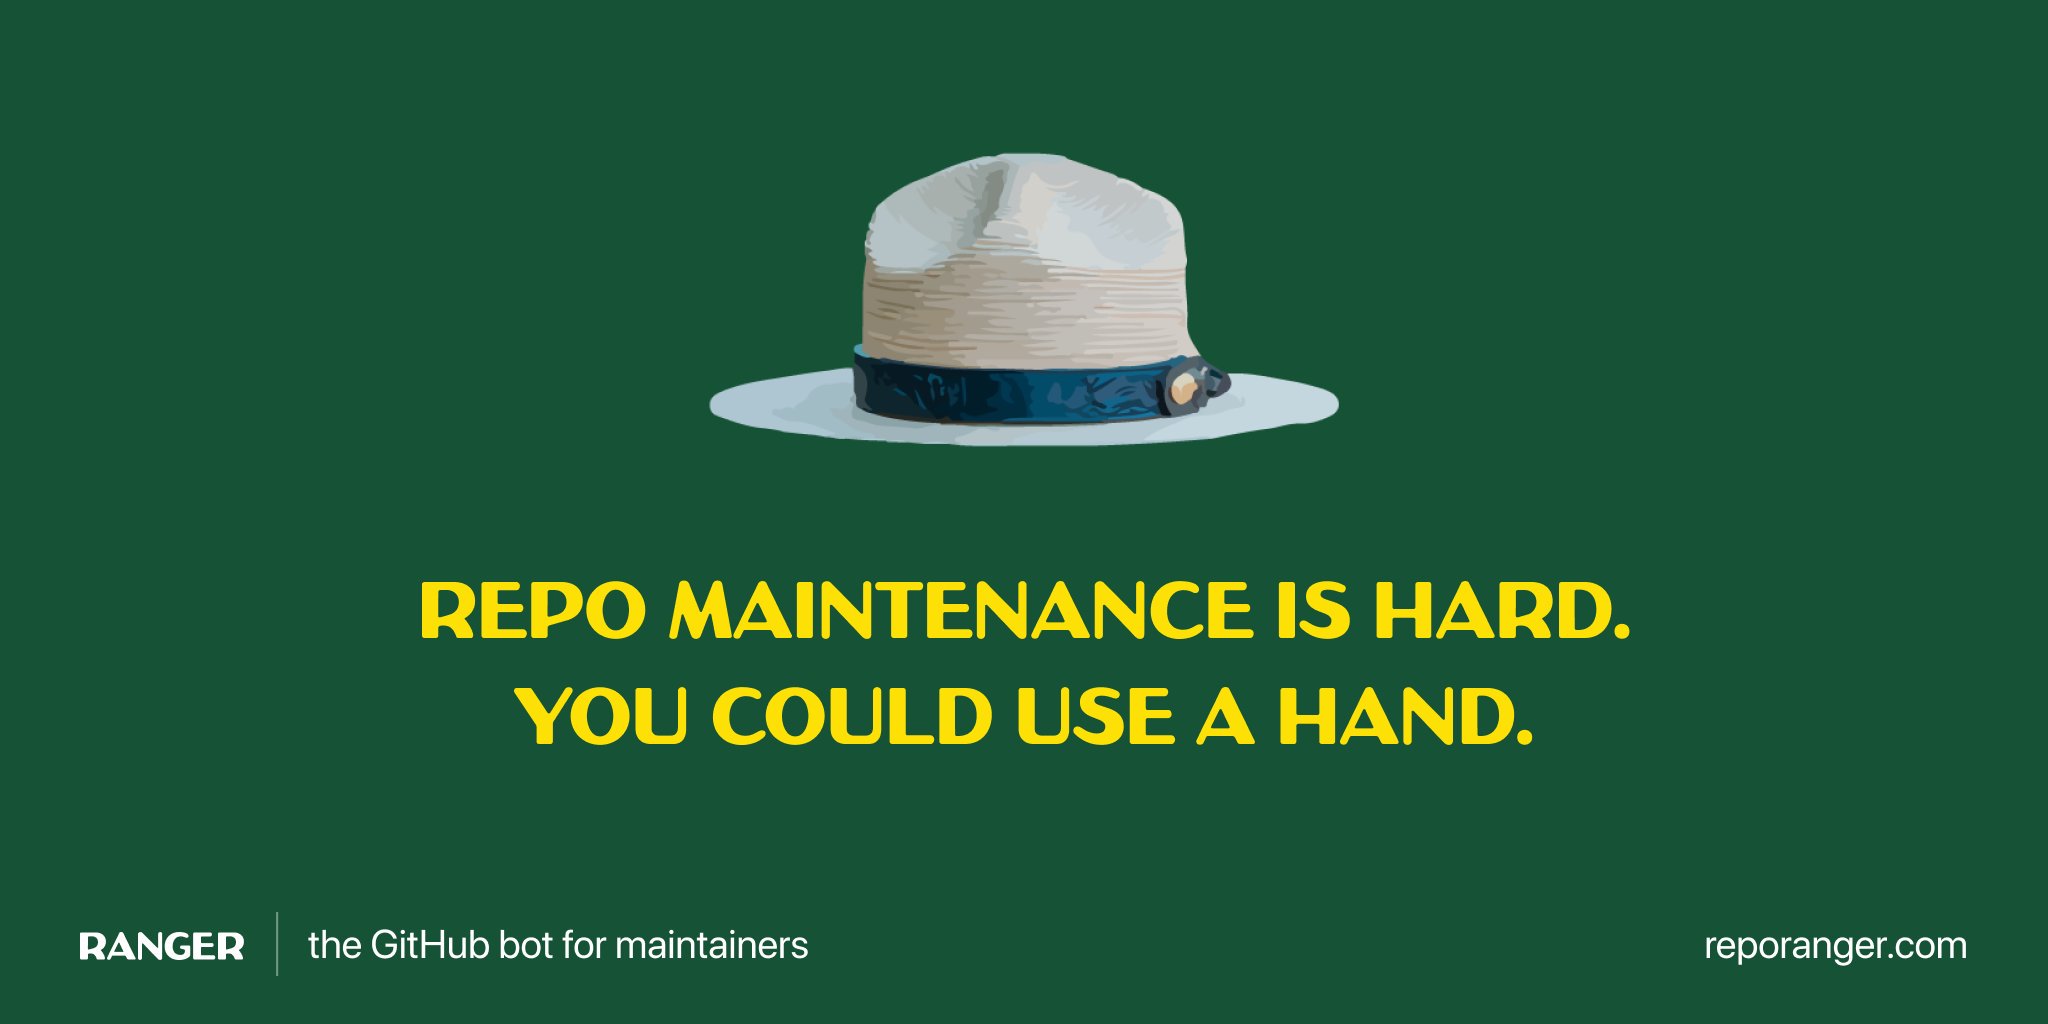 REPO MAINTENANCE IS HARD.
YOU COULD USE A HAND.
RANGER
the GitHub bot for maintainers
reporanger.com